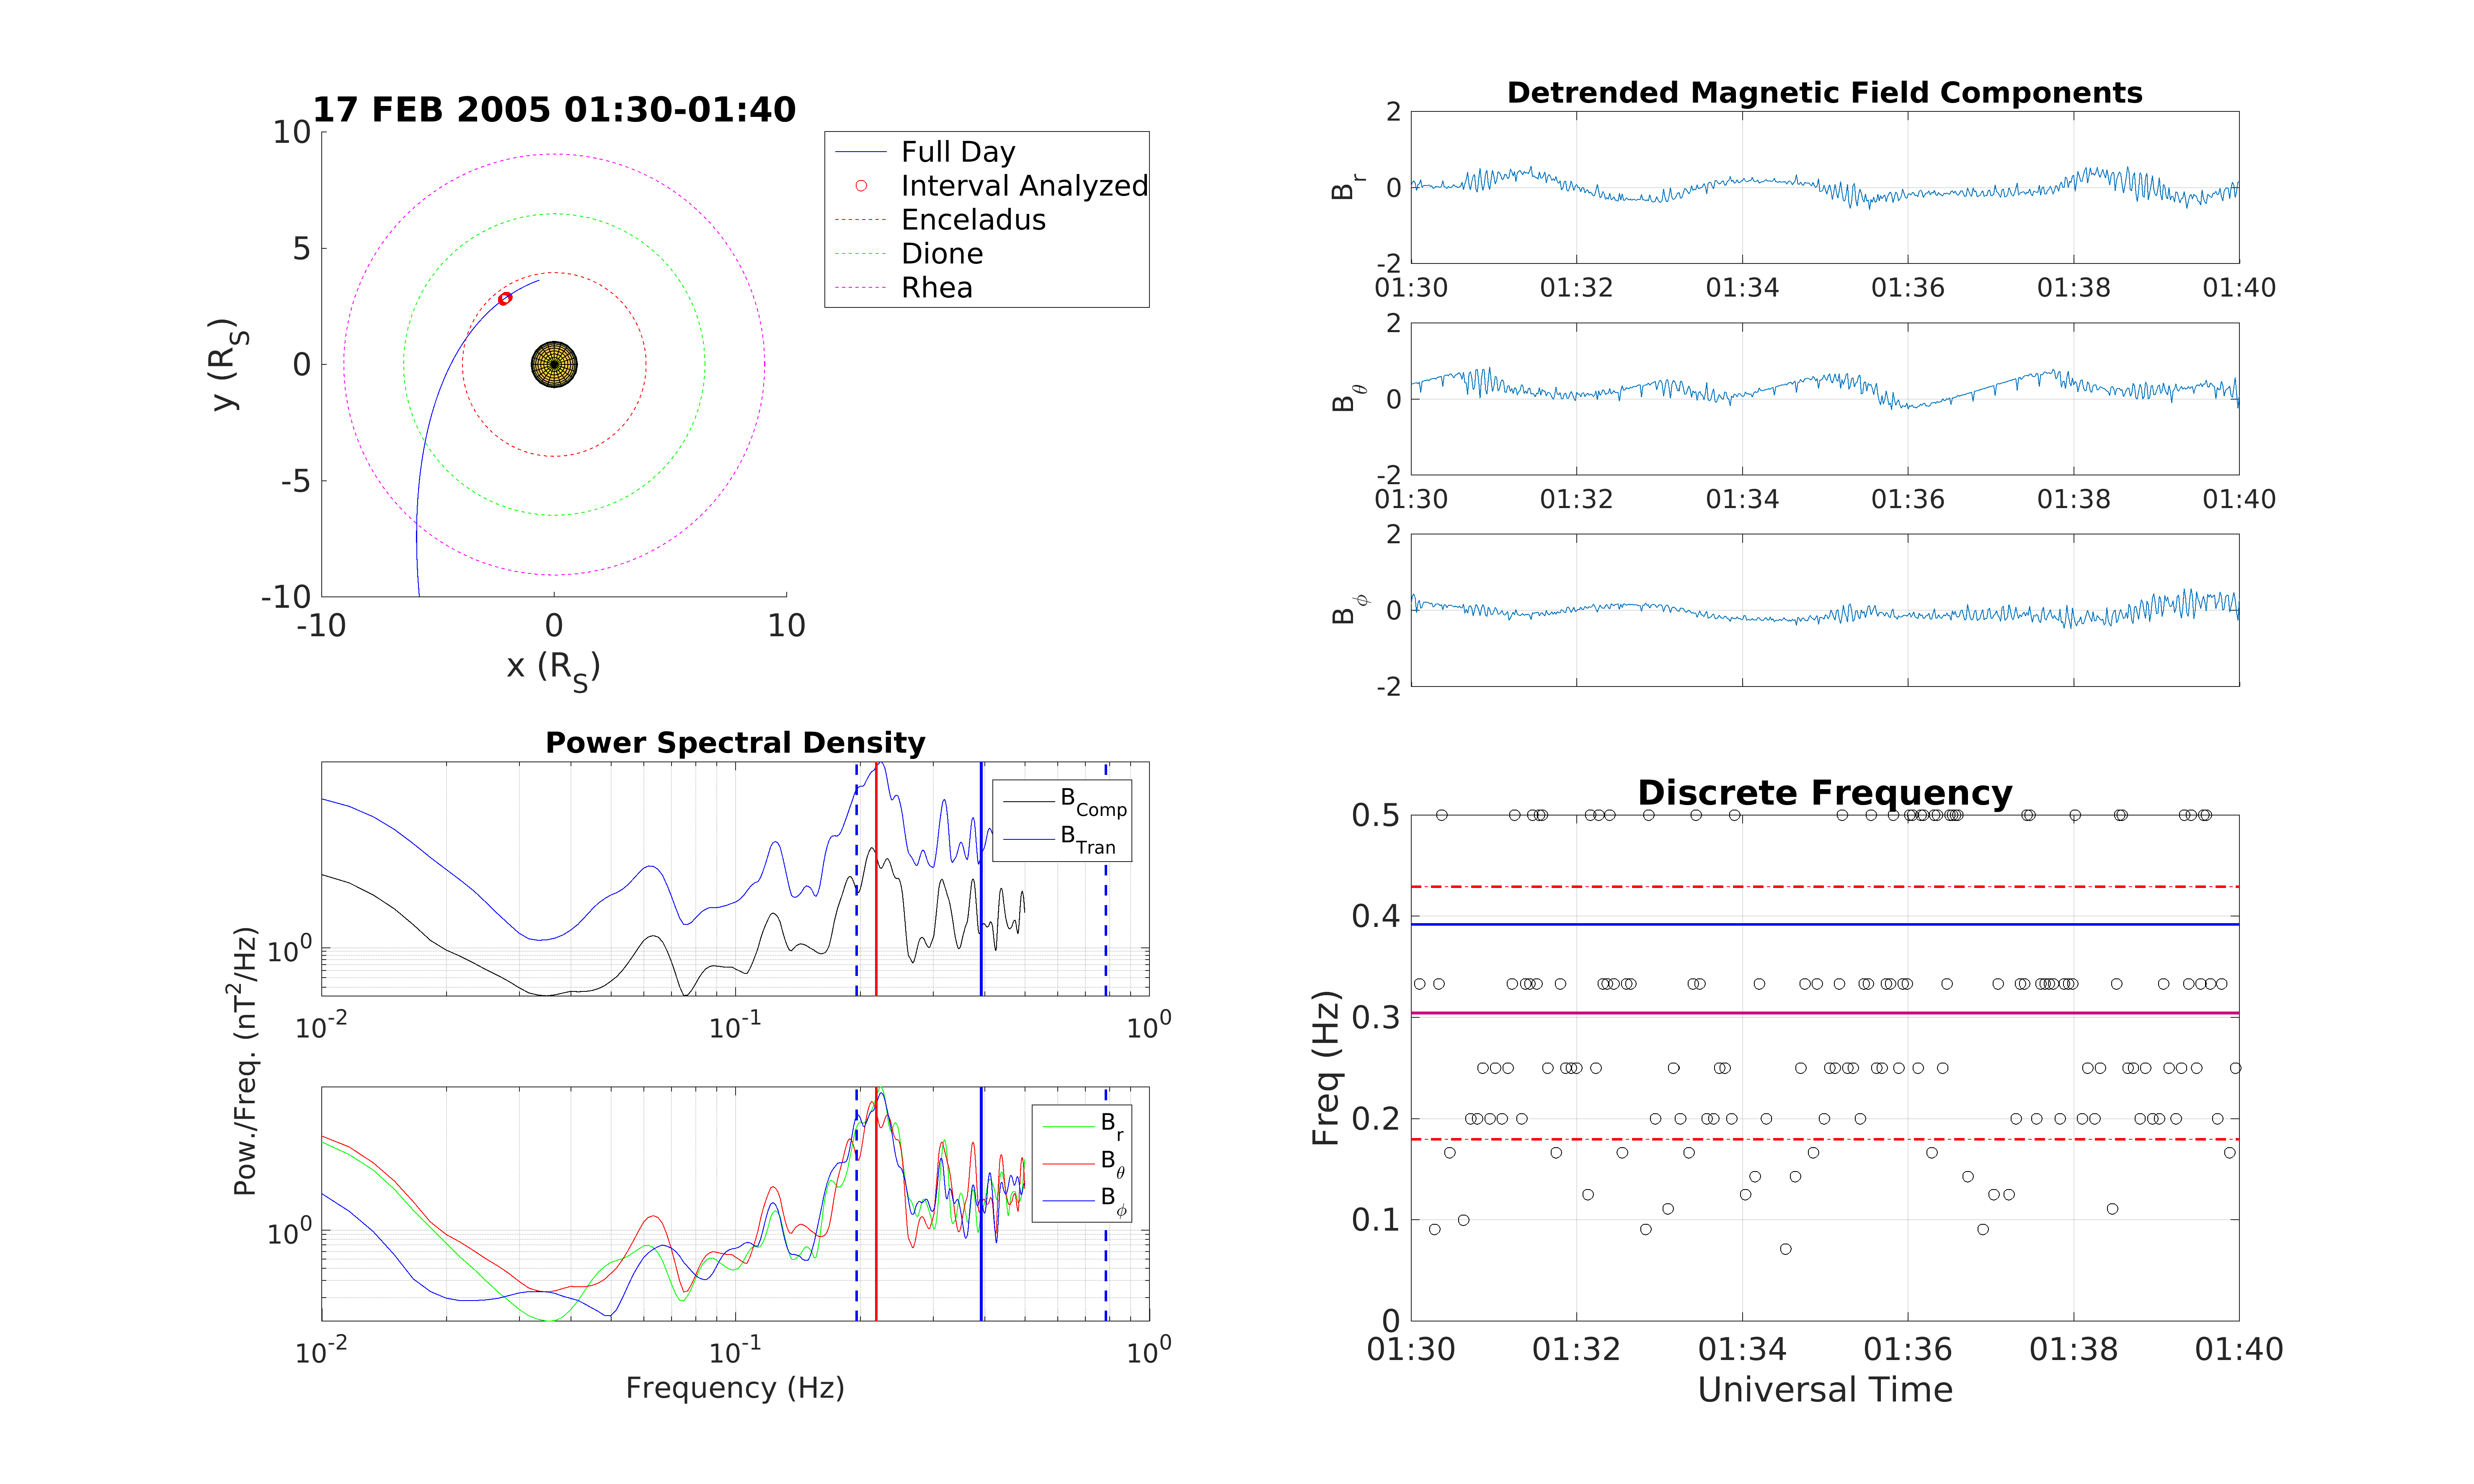 17 FEB 2005 01:30-01:40
10
5
0
-5
-10
-10 0 10
y (R_S)
x (R_S)
Full Day
Interval Analyzed
Enceladus
Dione
Rhea
Detrended Magnetic Field Components
B_r
2
0
-2
01:30 01:32 01:34 01:36 01:38 01:40
B_θ
2
0
-2
01:30 01:32 01:34 01:36 01:38 01:40
B_ϕ
2
0
-2
Power Spectral Density
Pow./Freq. (nT^2/Hz)
10^0
10^-2 10^-1 10^0
B_Comp
B_Tran
10^0
10^-2 10^-1 10^0
B_r
B_θ
B_ϕ
Frequency (Hz)
Discrete Frequency
Freq (Hz)
0.5
0.4
0.3
0.2
0.1
0
01:30 01:32 01:34 01:36 01:38 01:40
Universal Time